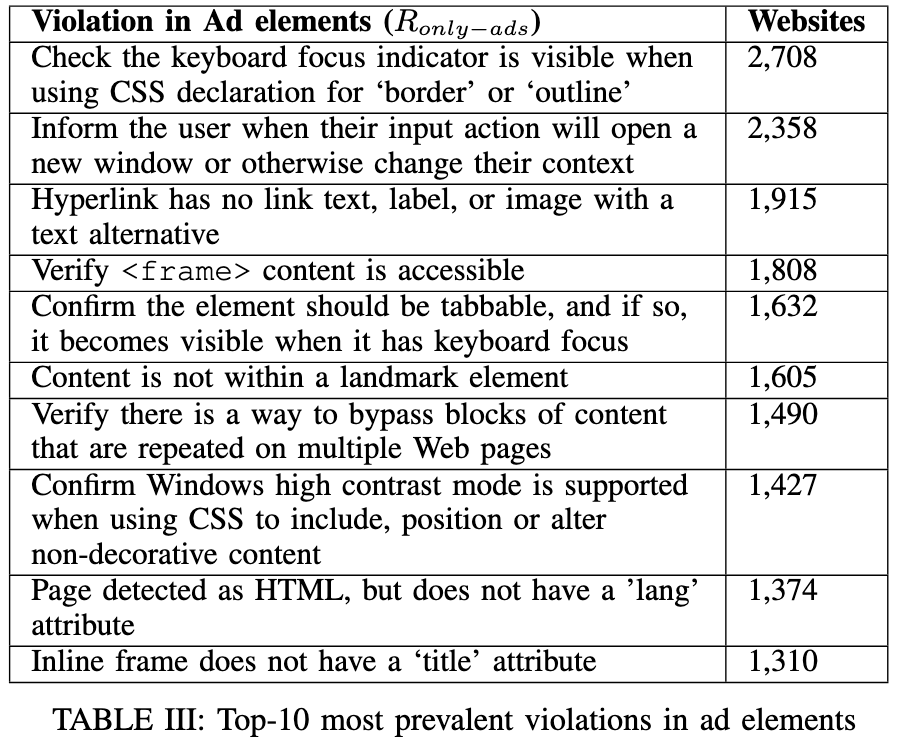 Violation in Ad elements (R_only−ads) Websites
Check the keyboard focus indicator is visible when 2,708
using CSS declaration for ‘border’ or ‘outline’
Inform the user when their input action will open a 2,358
new window or otherwise change their context
Hyperlink has no link text, label, or image with a 1,915
text alternative
Verify <frame> content is accessible 1,808
Confirm the element should be tabbable, and if so, 1,632
it becomes visible when it has keyboard focus
Content is not within a landmark element 1,605
Verify there is a way to bypass blocks of content 1,490
that are repeated on multiple Web pages
Confirm Windows high contrast mode is supported 1,427
when using CSS to include, position or alter
non-decorative content
Page detected as HTML, but does not have a ’lang’ 1,374
attribute
Inline frame does not have a ‘title’ attribute 1,310
TABLE III: Top-10 most prevalent violations in ad elements